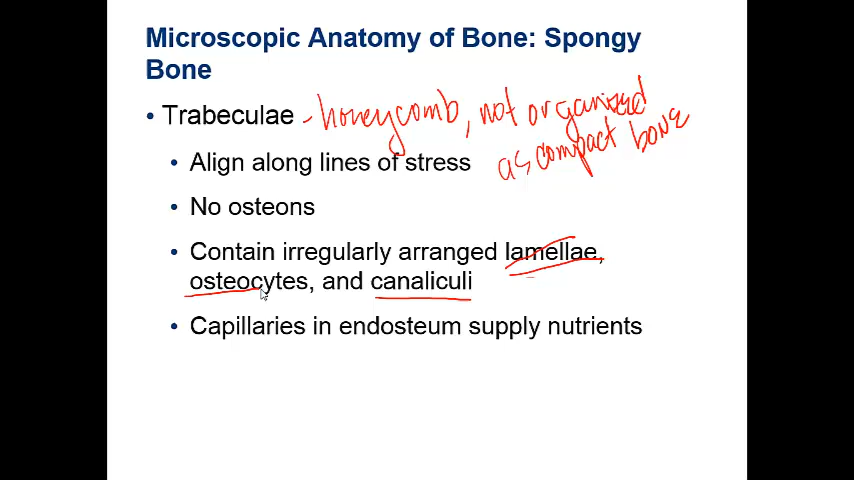 Microscopic Anatomy of Bone: Spongy
Bone
• Trabeculae - honeycomb, not organized
as compact bone
• Align along lines of stress
• No osteons
• Contain irregularly arranged lamellae,
osteocytes, and canaliculi
• Capillaries in endosteum supply nutrients